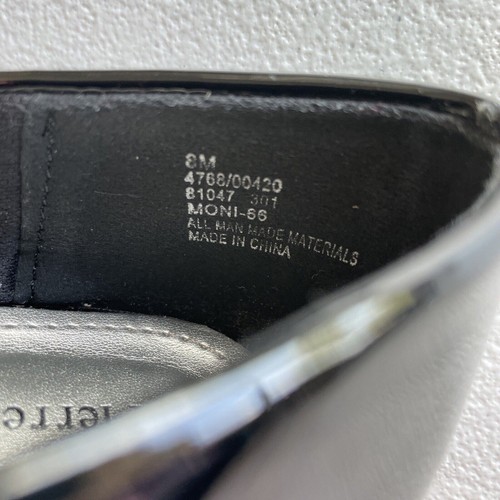 8M
4768/00420
81047 301
MONI-66
ALL MAN MADE MATERIALS
MADE IN CHINA